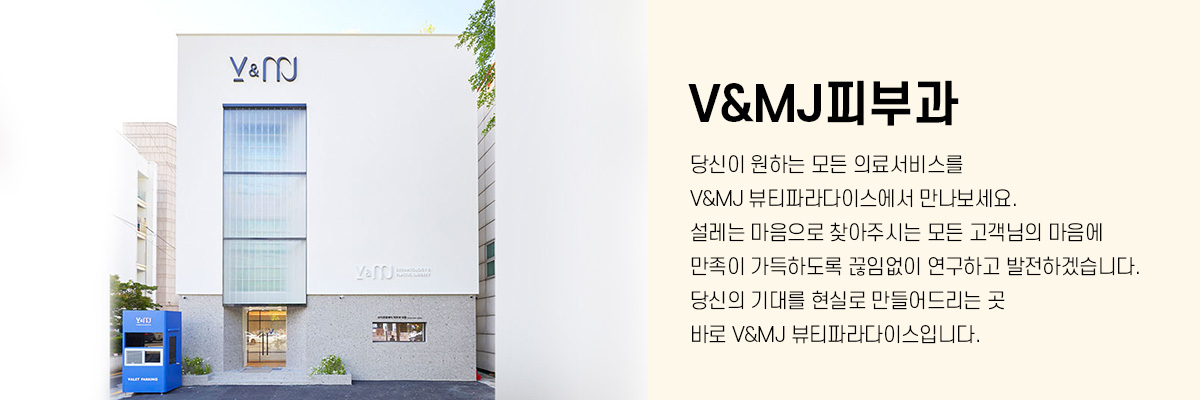 V&MJ
V&MJ
V&MJ
VALET PARKING
V&MJ피부과
당신이 원하는 모든 의료서비스를
V&MJ 뷰티파라다이스에서 만나보세요.
설레는 마음으로 찾아주시는 모든 고객님의 마음에
만족이 가득하도록 끊임없이 연구하고 발전하겠습니다.
당신의 기대를 현실로 만들어드리는 곳
바로 V&MJ 뷰티파라다이스입니다.